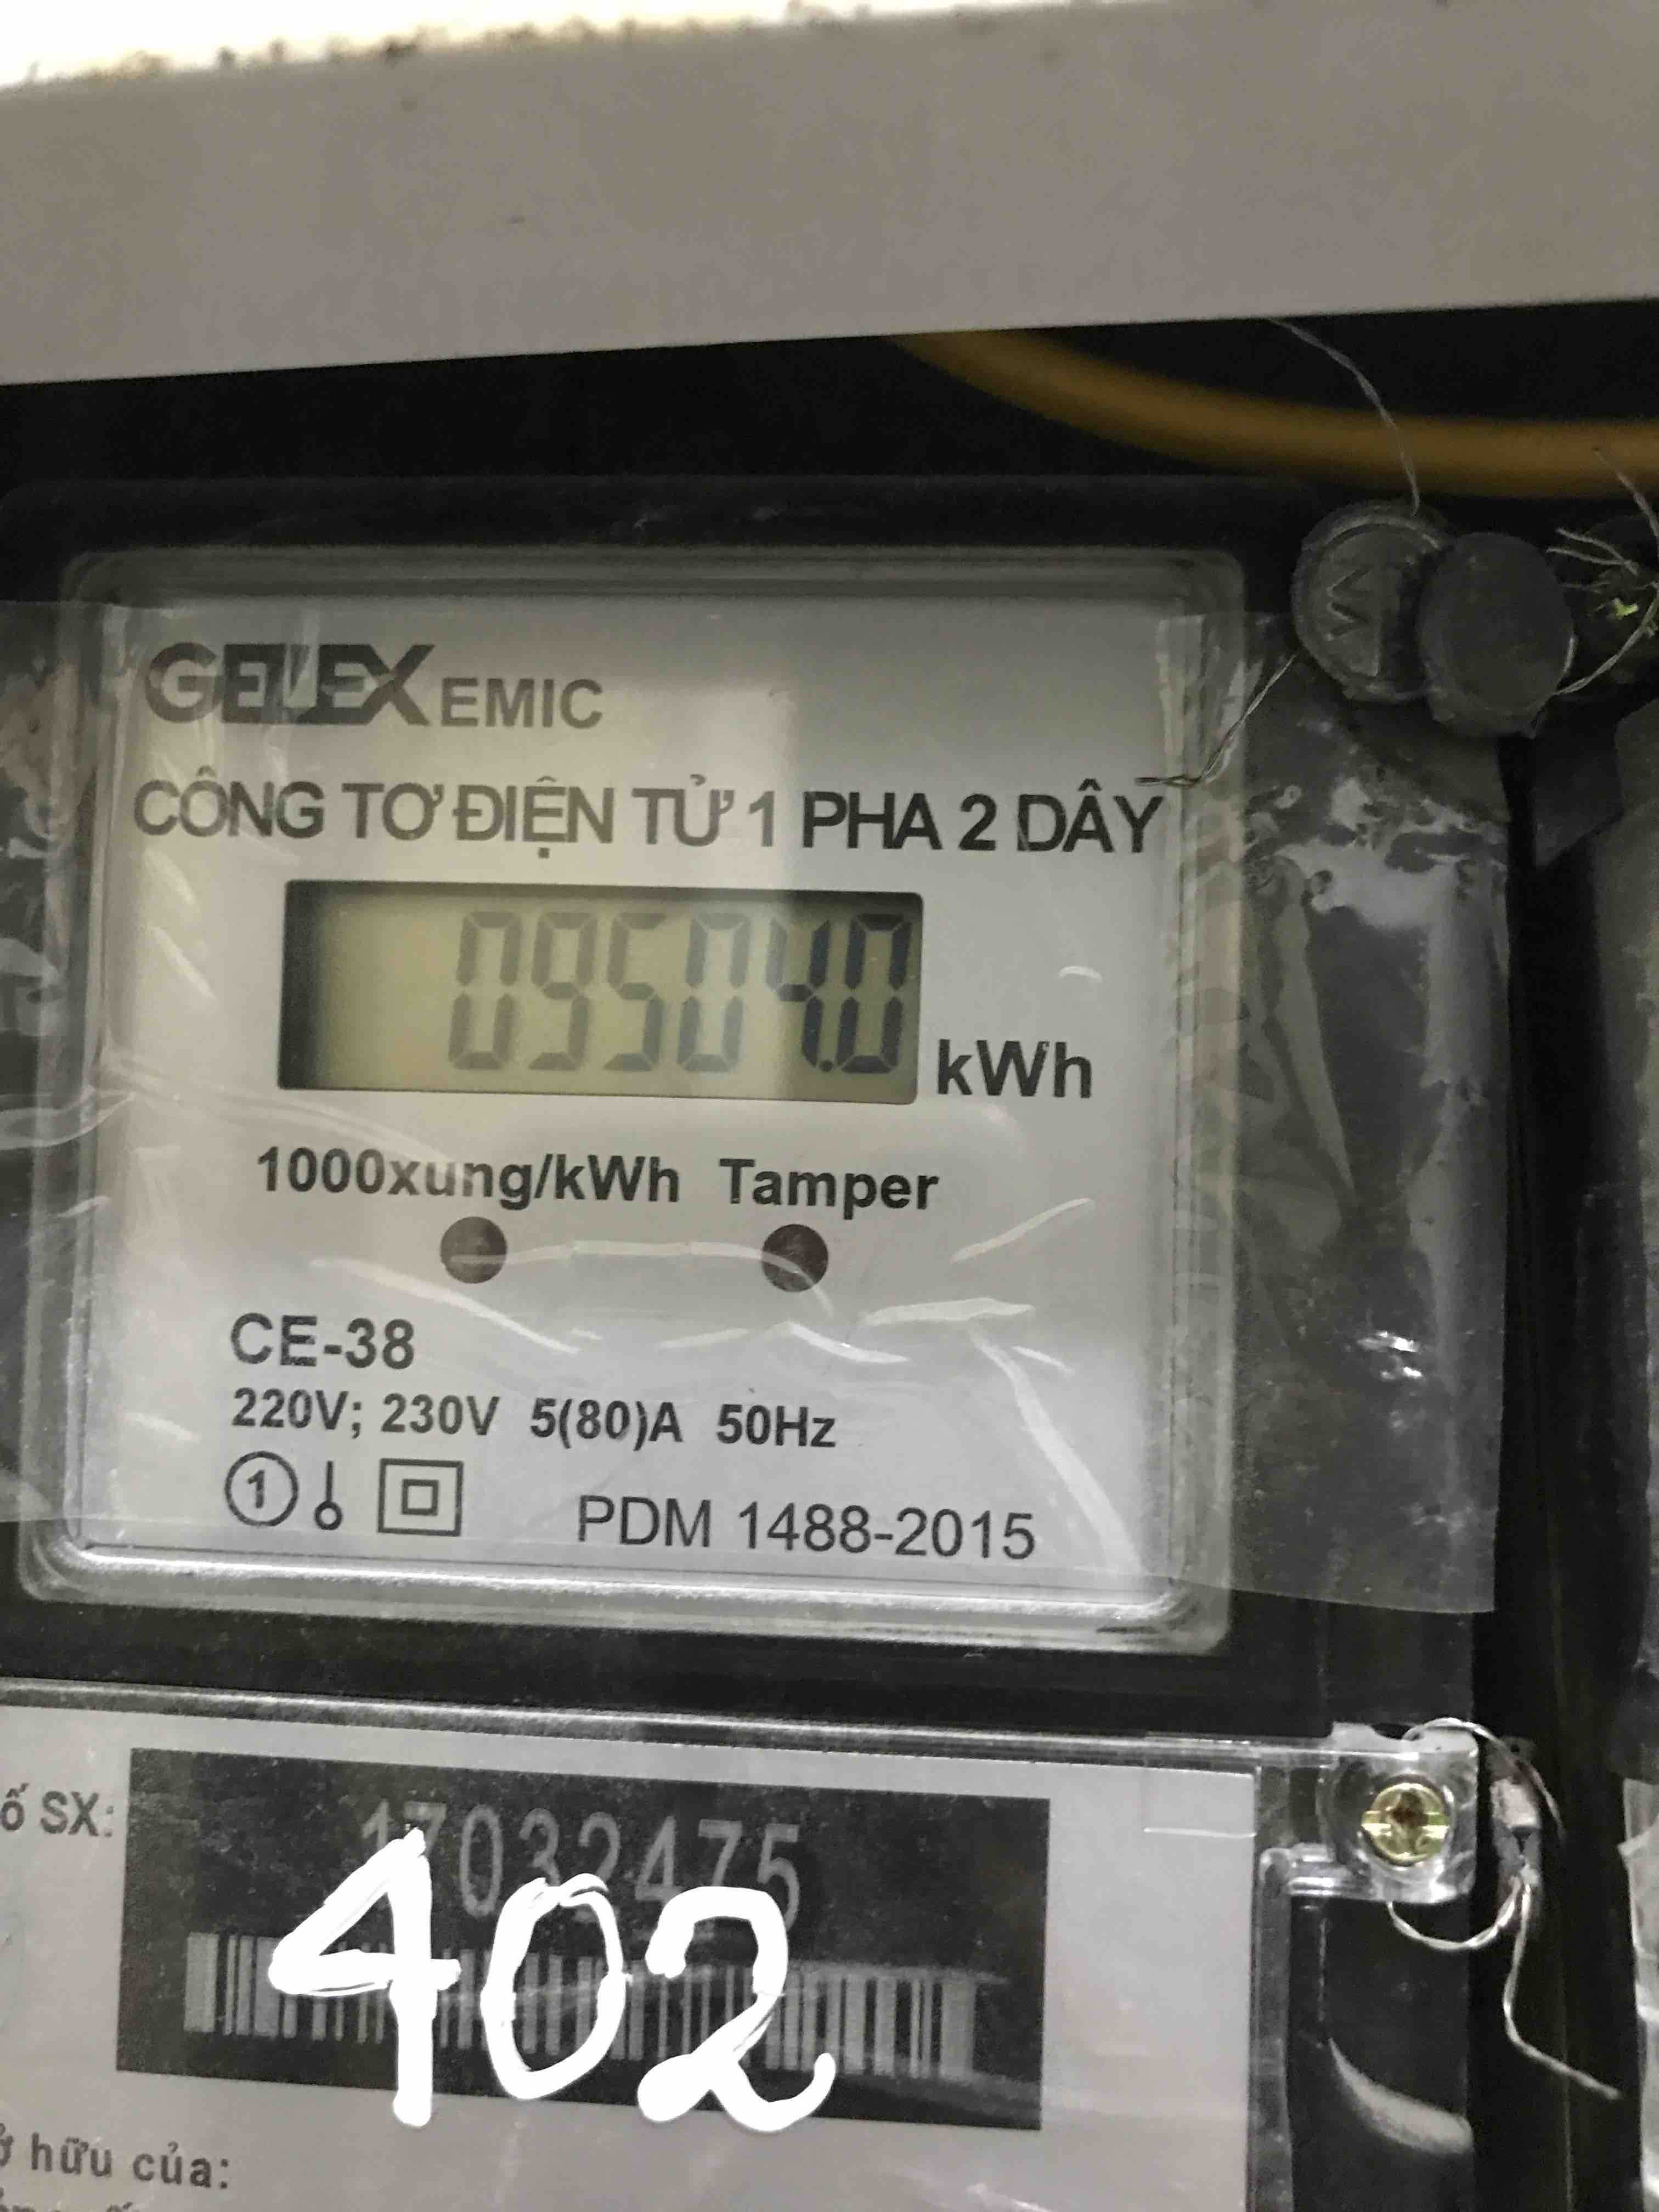 GELEX EMIC
CÔNG TƠ ĐIỆN TỬ 1 PHA 2 DÂY
09504.0 kWh
1000xung/kWh Tamper
CE-38
220V; 230V 5(80)A 50Hz
1 PDM 1488-2015
ố SX: 17032475
402
hữu của: